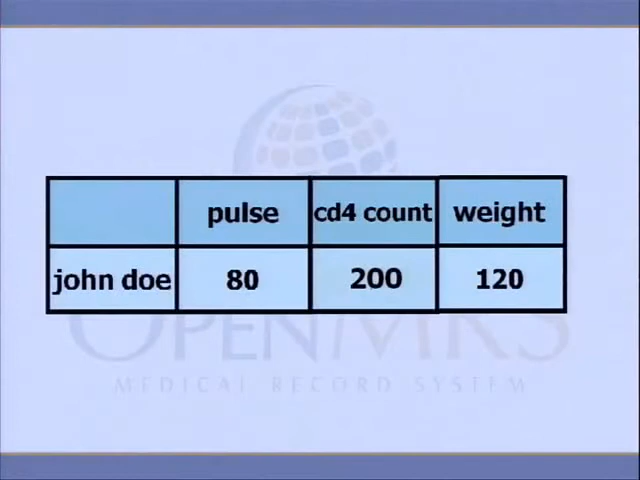 pulse cd4 count weight
john doe 80 200 120
OPENMRS
MEDICAL RECORD SYSTEM